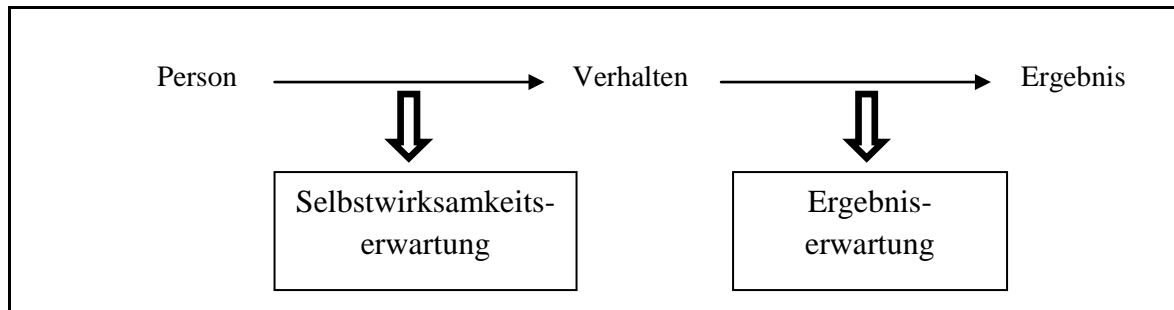 Person Verhalten Ergebnis
Selbstwirksamkeits-
erwartung
Ergebnis-
erwartung